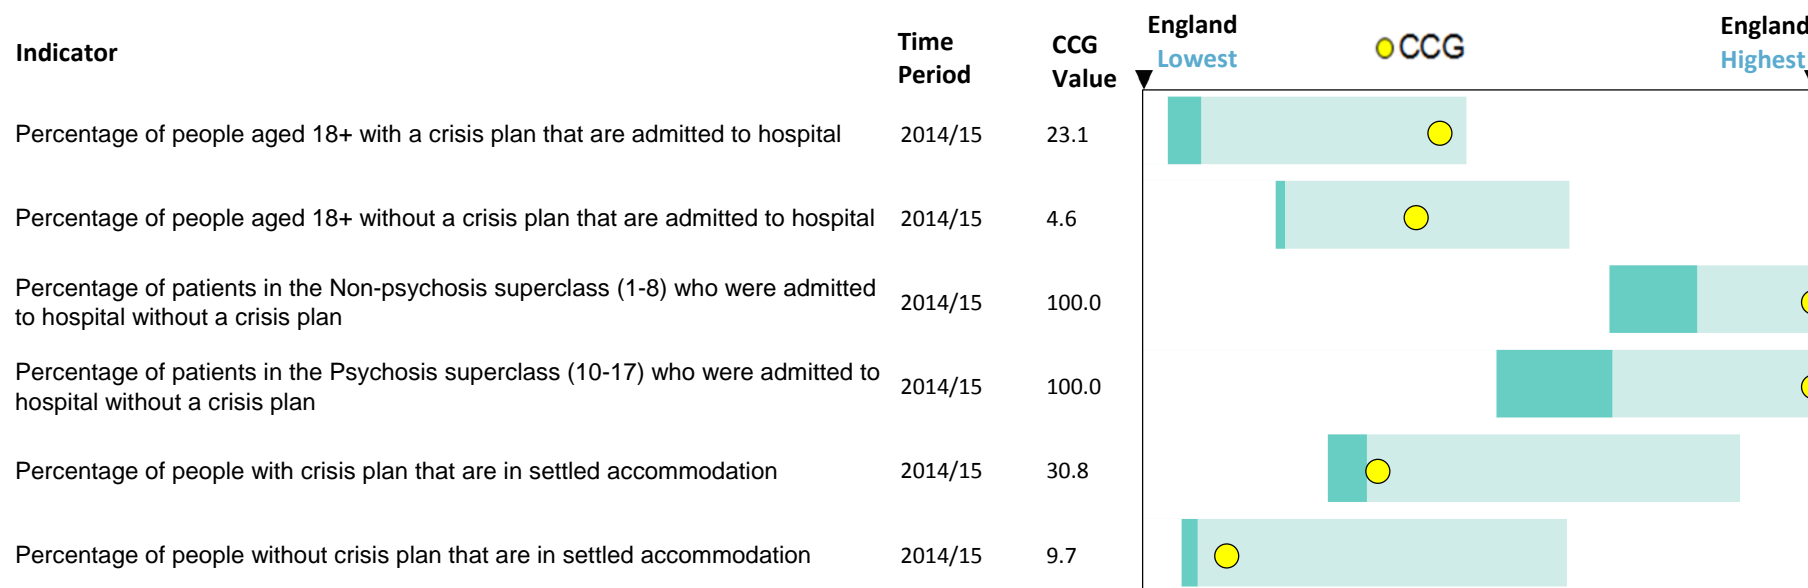 Indicator
Time Period
CCG Value
England Lowest
CCG
England Highest
Percentage of people aged 18+ with a crisis plan that are admitted to hospital 2014/15 23.1
Percentage of people aged 18+ without a crisis plan that are admitted to hospital 2014/15 4.6
Percentage of patients in the Non-psychosis superclass (1-8) who were admitted
to hospital without a crisis plan 2014/15 100.0
Percentage of patients in the Psychosis superclass (10-17) who were admitted to
hospital without a crisis plan 2014/15 100.0
Percentage of people with crisis plan that are in settled accommodation 2014/15 30.8
Percentage of people without crisis plan that are in settled accommodation 2014/15 9.7